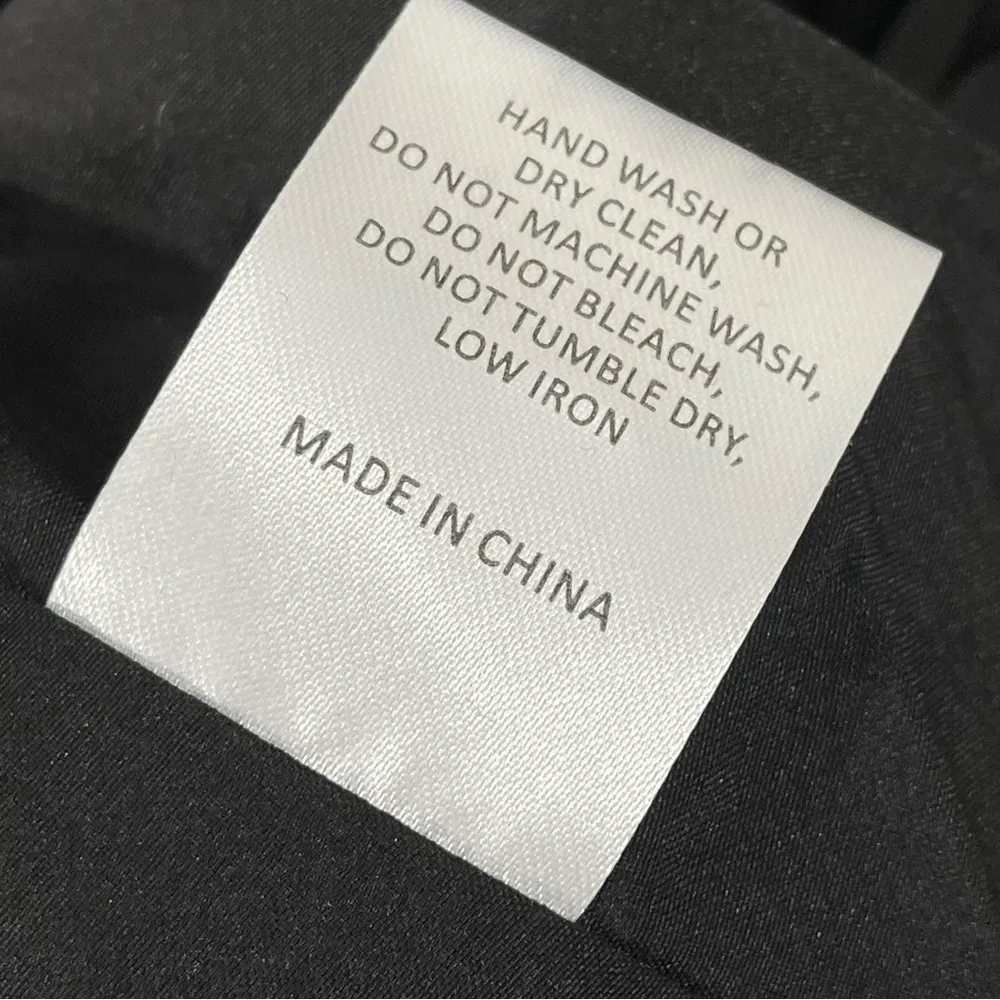 HAND WASH OR
DRY CLEAN,
DO NOT MACHINE WASH,
DO NOT BLEACH,
DO NOT TUMBLE DRY,
LOW IRON
MADE IN CHINA